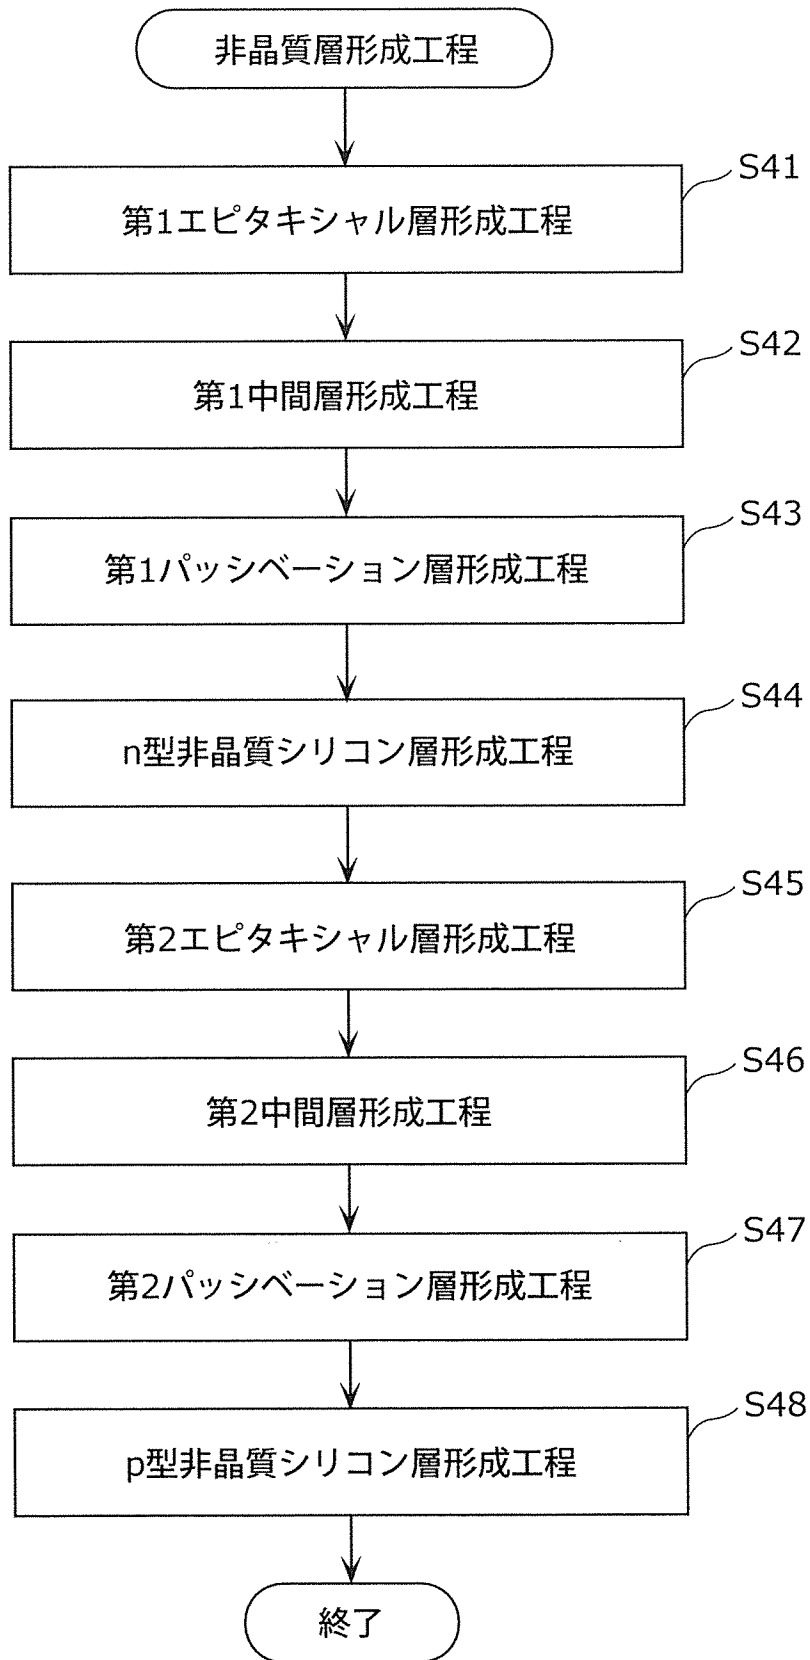 非晶質層形成工程
S41
第1エピタキシャル層形成工程
S42
第1中間層形成工程
S43
第1パッシベーション層形成工程
S44
n型非晶質シリコン層形成工程
S45
第2エピタキシャル層形成工程
S46
第2中間層形成工程
S47
第2パッシベーション層形成工程
S48
p型非晶質シリコン層形成工程
終了